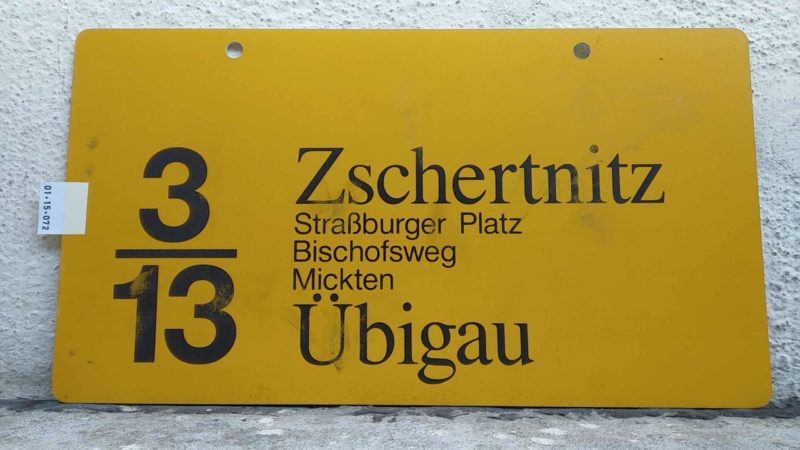 01-15-072
3
13
Zschertnitz
Straßburger Platz
Bischofsweg
Mickten
Übigau